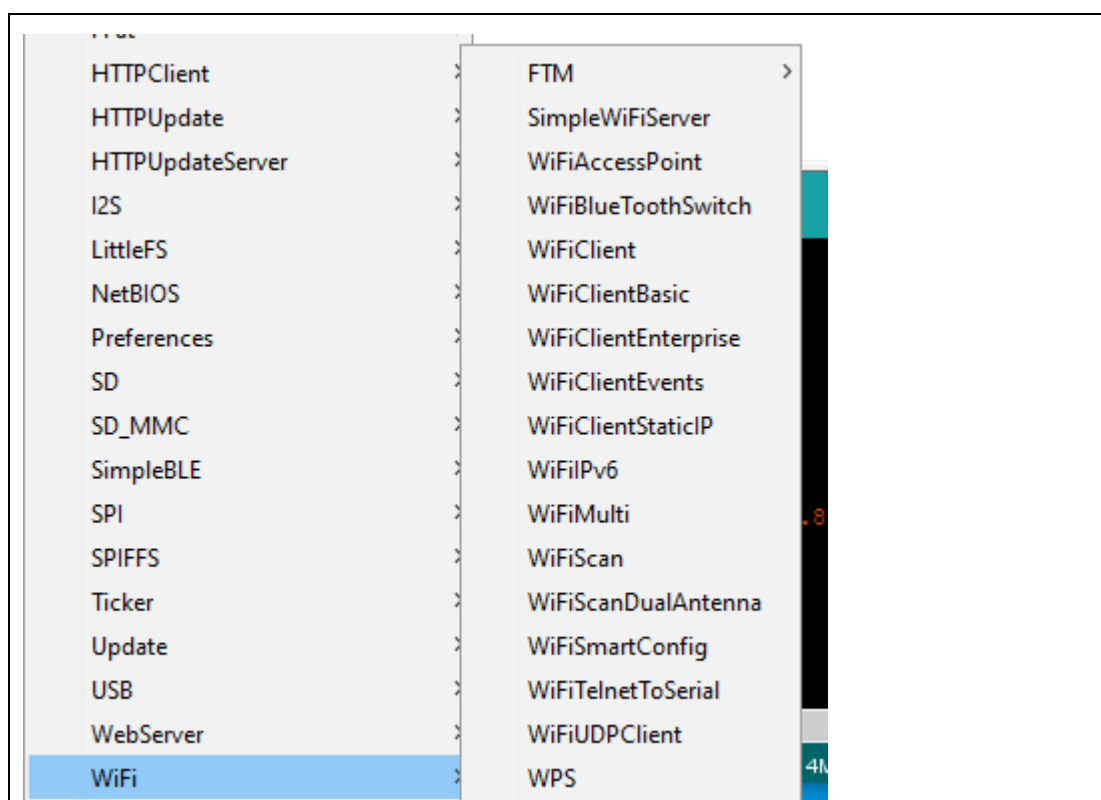 HTTPClient
HTTPUpdate
HTTPUpdateServer
I2S
LittleFS
NetBIOS
Preferences
SD
SD_MMC
SimpleBLE
SPI
SPIFFS
Ticker
Update
USB
WebServer
WiFi
FTM
SimpleWiFiServer
WiFiAccessPoint
WiFiBlueToothSwitch
WiFiClient
WiFiClientBasic
WiFiClientEnterprise
WiFiClientEvents
WiFiClientStaticIP
WiFiIPv6
WiFiMulti
WiFiScan
WiFiScanDualAntenna
WiFiSmartConfig
WiFiTelnetToSerial
WiFiUDPClient
WPS
.8